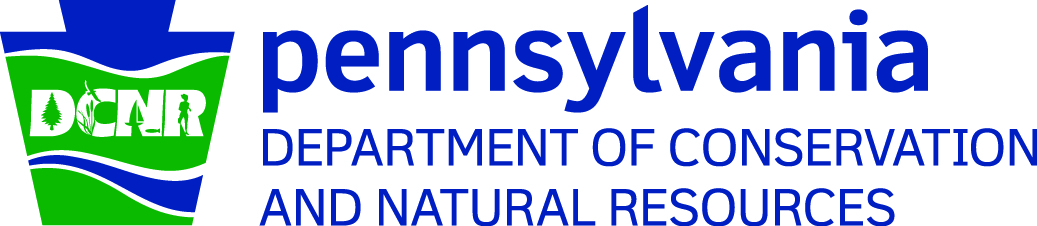 DCNR
pennsylvania
DEPARTMENT OF CONSERVATION
AND NATURAL RESOURCES